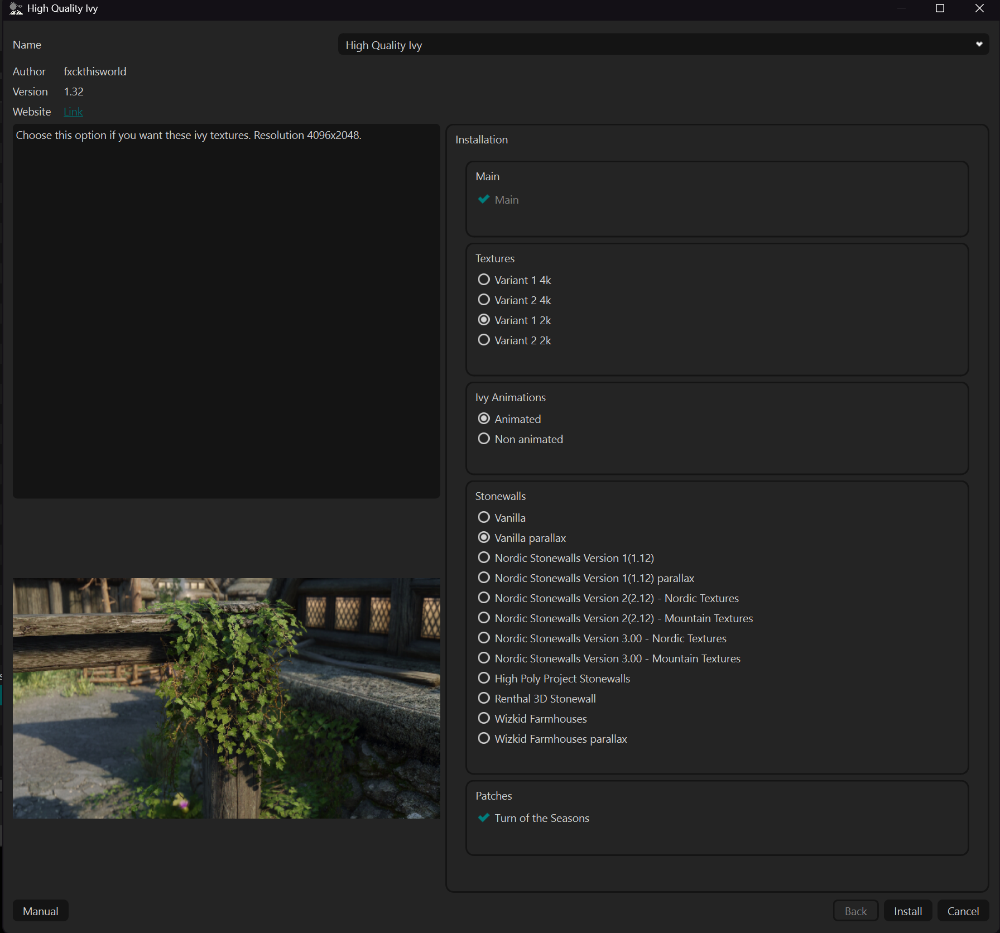 High Quality Ivy
Name
High Quality Ivy
Author fxckthisworld
Version 1.32
Website Link
Choose this option if you want these ivy textures. Resolution 4096x2048.
Installation
Main
Main
Textures
Variant 1 4k
Variant 2 4k
Variant 1 2k
Variant 2 2k
Ivy Animations
Animated
Non animated
Stonewalls
Vanilla
Vanilla parallax
Nordic Stonewalls Version 1(1.12)
Nordic Stonewalls Version 1(1.12) parallax
Nordic Stonewalls Version 2(2.12) - Nordic Textures
Nordic Stonewalls Version 2(2.12) - Mountain Textures
Nordic Stonewalls Version 3.00 - Nordic Textures
Nordic Stonewalls Version 3.00 - Mountain Textures
High Poly Project Stonewalls
Renthal 3D Stonewall
Wizkid Farmhouses
Wizkid Farmhouses parallax
Patches
Turn of the Seasons
Manual
Back
Install
Cancel